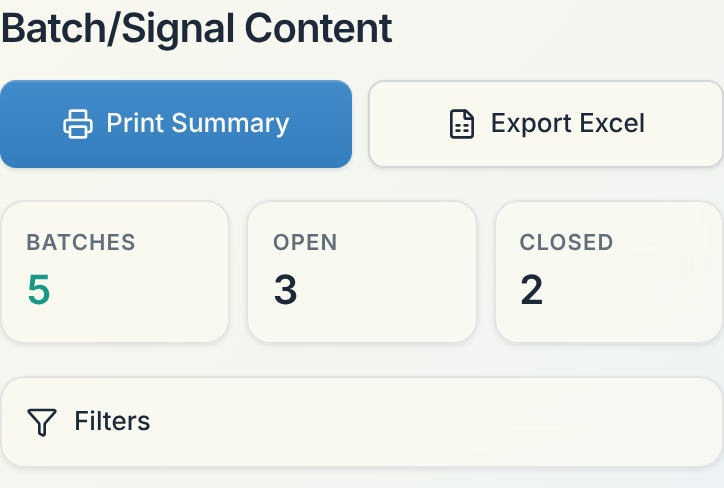 Batch/Signal Content
Print Summary
Export Excel
BATCHES
5
OPEN
3
CLOSED
2
Filters